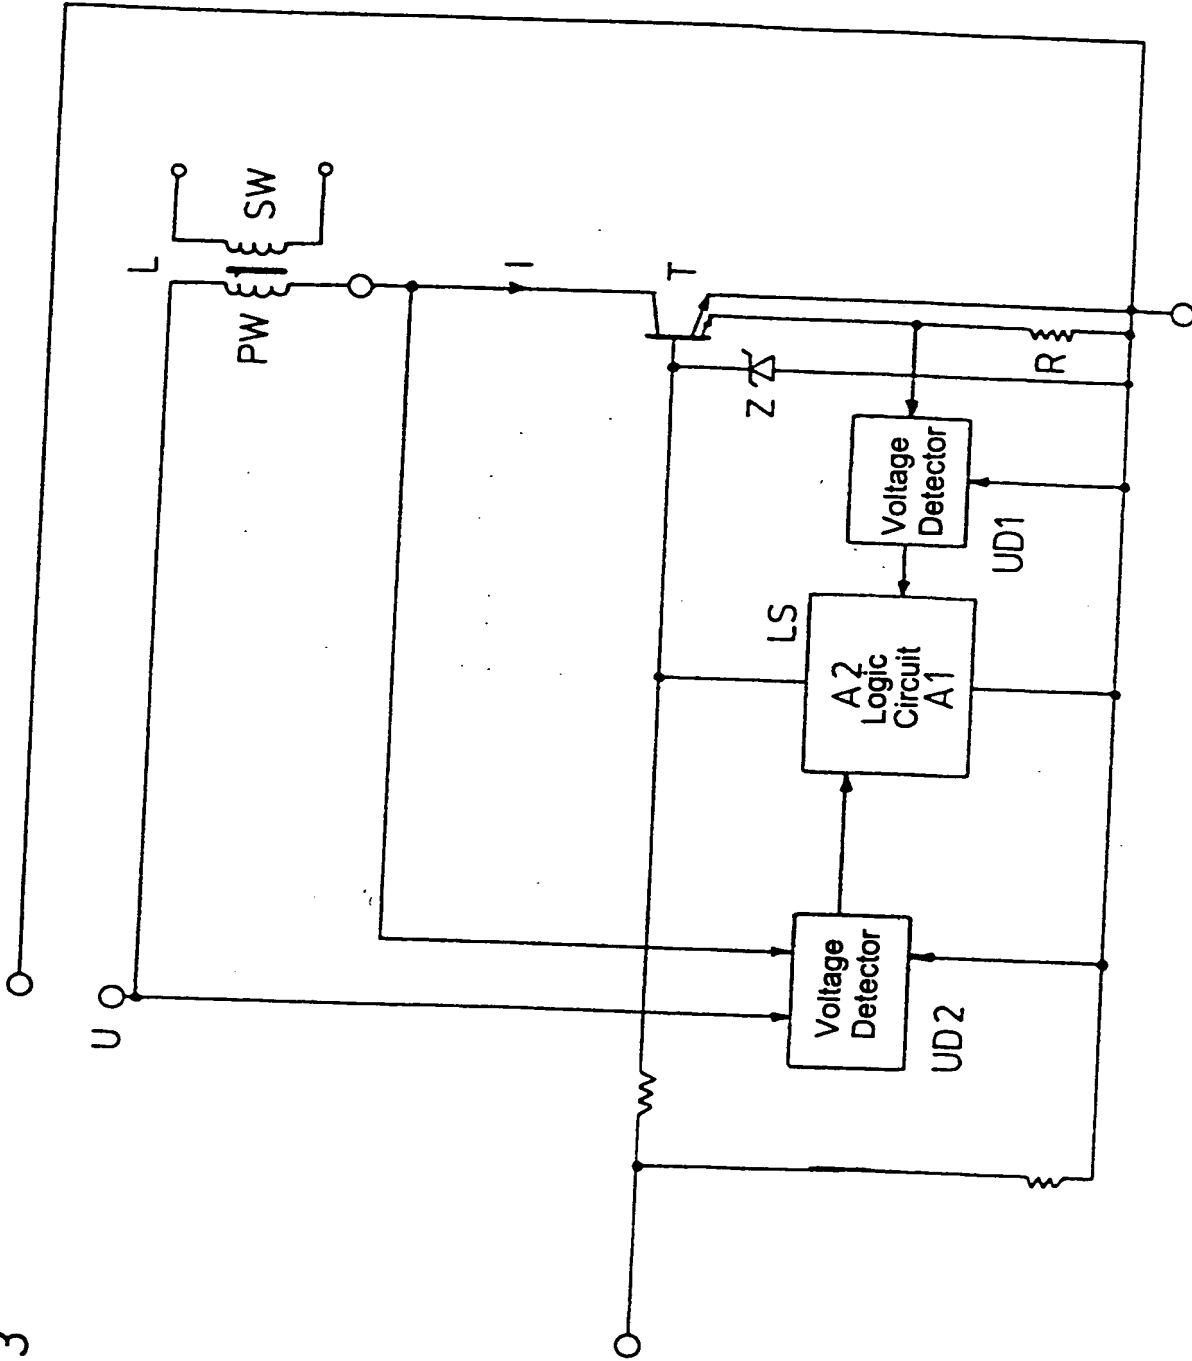 3
U
L
PW
SW
I
T
Z
R
Voltage
Detector
UD1
LS
A2
Logic
Circuit
A1
Voltage
Detector
UD2